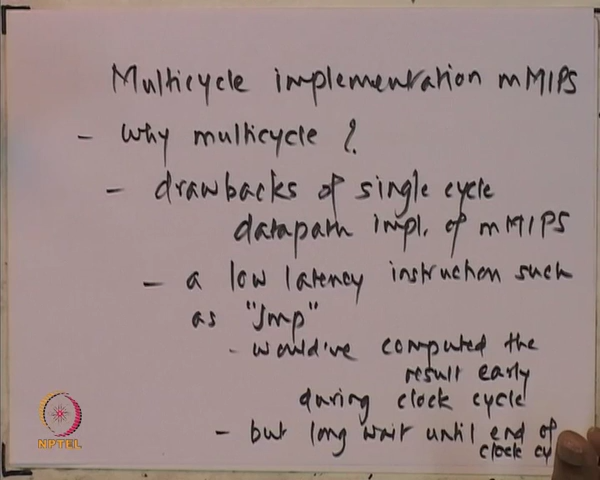 Multicycle implementation mMIPS
- Why multicycle ?
- drawbacks of single cycle
datapath impl. of mMIPS
- a low latency instruction such
as "Jmp"
- would've computed the
result early
during clock cycle
- but long wait until end of
clock cy
NPTEL